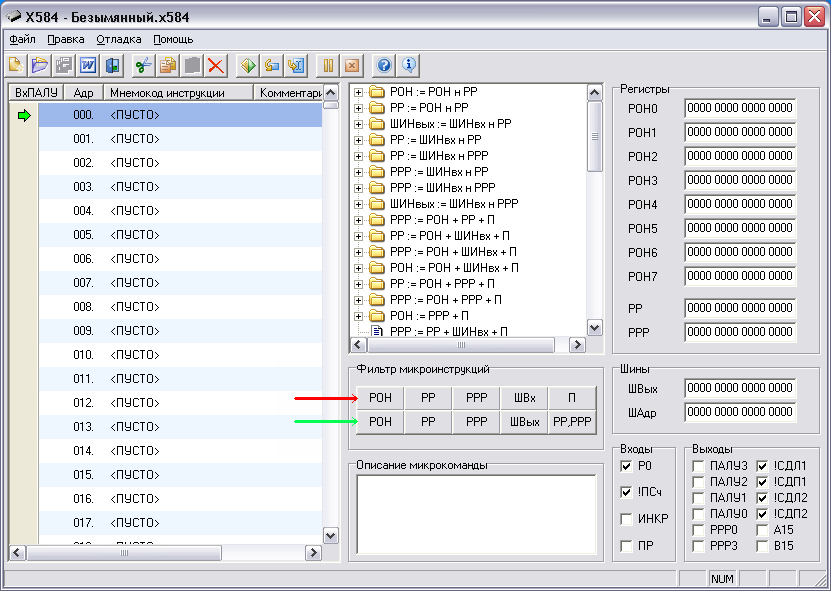 X584 - Безымянный.x584
Файл Правка Отладка Помощь
ВхПАЛУ Адр Мнемокод инструкции Комментари
000. <ПУСТО>
001. <ПУСТО>
002. <ПУСТО>
003. <ПУСТО>
004. <ПУСТО>
005. <ПУСТО>
006. <ПУСТО>
007. <ПУСТО>
008. <ПУСТО>
009. <ПУСТО>
010. <ПУСТО>
011. <ПУСТО>
012. <ПУСТО>
013. <ПУСТО>
014. <ПУСТО>
015. <ПУСТО>
016. <ПУСТО>
017. <ПУСТО>
РОН := РОН н РР
РР := РОН н РР
ШИНвых := ШИНвх н РР
РР := ШИНвх н РР
РР := ШИНвх н РРР
РРР := ШИНвх н РР
РРР := ШИНвх н РРР
ШИНвых := ШИНвх н РРР
РРР := РОН + РР + П
РР := РОН + ШИНвх + П
РРР := РОН + ШИНвх + П
РОН := РОН + ШИНвх + П
РР := РОН + РРР + П
РРР := РОН + РРР + П
РОН := РРР + П
РРР := РР + ШИНвх + П
Фильтр микроинструкций
РОН РР РРР ШВх П
РОН РР РРР ШВых РР,РРР
Описание микрокоманды
Регистры
РОН0 0000 0000 0000 0000
РОН1 0000 0000 0000 0000
РОН2 0000 0000 0000 0000
РОН3 0000 0000 0000 0000
РОН4 0000 0000 0000 0000
РОН5 0000 0000 0000 0000
РОН6 0000 0000 0000 0000
РОН7 0000 0000 0000 0000
РР 0000 0000 0000 0000
РРР 0000 0000 0000 0000
Шины
ШВых 0000 0000 0000 0000
ШАдр 0000 0000 0000 0000
Входы
Р0
!ПСч
ИНКР
ПР
Выходы
ПАЛУ3 !СДЛ1
ПАЛУ2 !СДП1
ПАЛУ1 !СДЛ2
ПАЛУ0 !СДП2
РРР0 А15
РРР3 В15
NUM